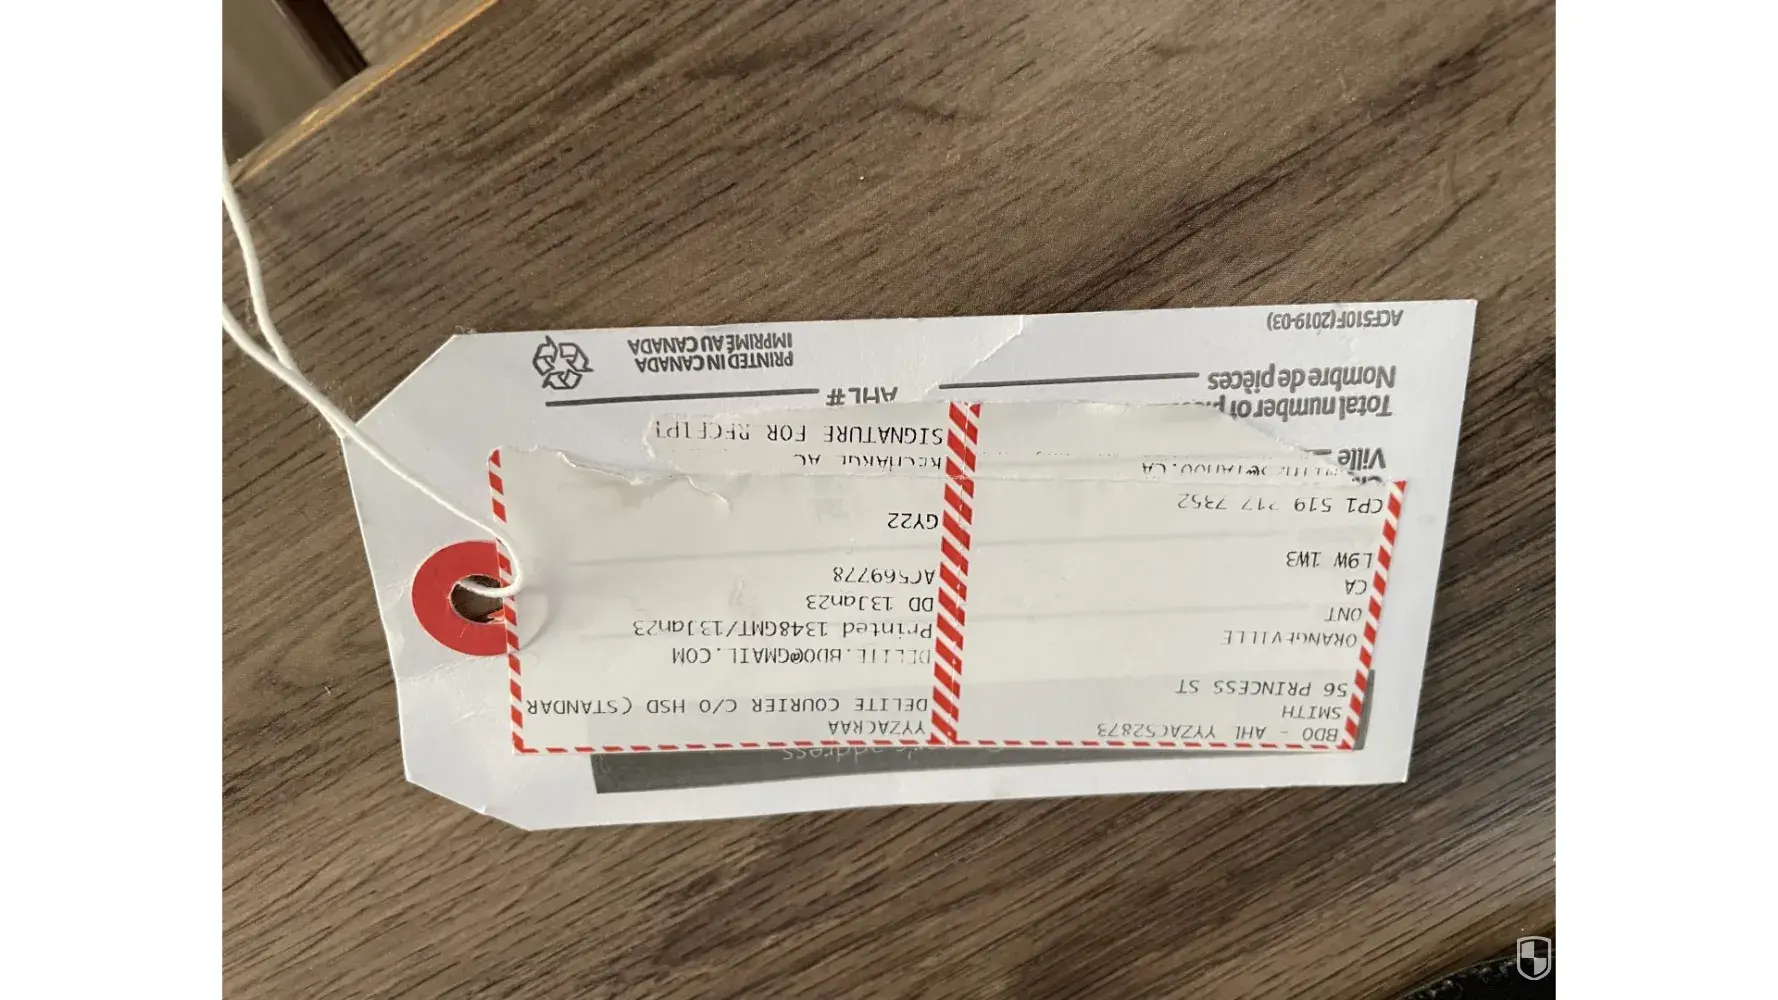 BDO - AHL YYZAC52873
SMITH
56 PRINCESS ST
ORANGEVILLE
ONT
CA
L9W 1W3
CP1 519 217 7352
YYZACRAA
DELITE COURIER C/O HSD (STANDAR
DELITE.BDO@GMAIL.COM
Printed 1348GMT/13Jan23
DD 13Jan23
AC569778
GY22
SIGNATURE FOR RECEIPT
Ville
Total number of
Nombre de pièces
AHL#
PRINTED IN CANADA
IMPRIMÉ AU CANADA
ACF510F(2019-03)
address